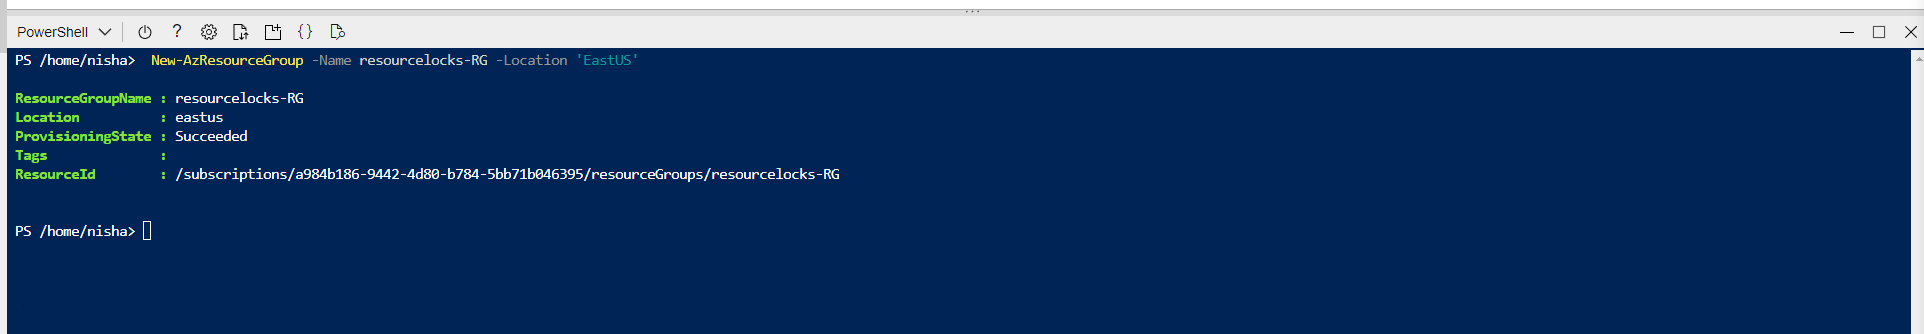 PowerShell
PS /home/nisha> New-AzResourceGroup -Name resourcelocks-RG -Location 'EastUS'
ResourceGroupName : resourcelocks-RG
Location : eastus
ProvisioningState : Succeeded
Tags :
ResourceId : /subscriptions/a984b186-9442-4d80-b784-5bb71b046395/resourceGroups/resourcelocks-RG
PS /home/nisha>